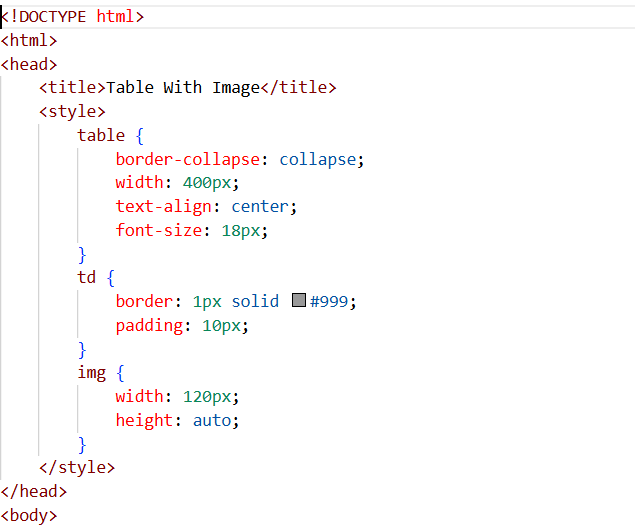 <!DOCTYPE html>
<html>
<head>
    <title>Table With Image</title>
    <style>
        table {
            border-collapse: collapse;
            width: 400px;
            text-align: center;
            font-size: 18px;
        }
        td {
            border: 1px solid #999;
            padding: 10px;
        }
        img {
            width: 120px;
            height: auto;
        }
    </style>
</head>
<body>